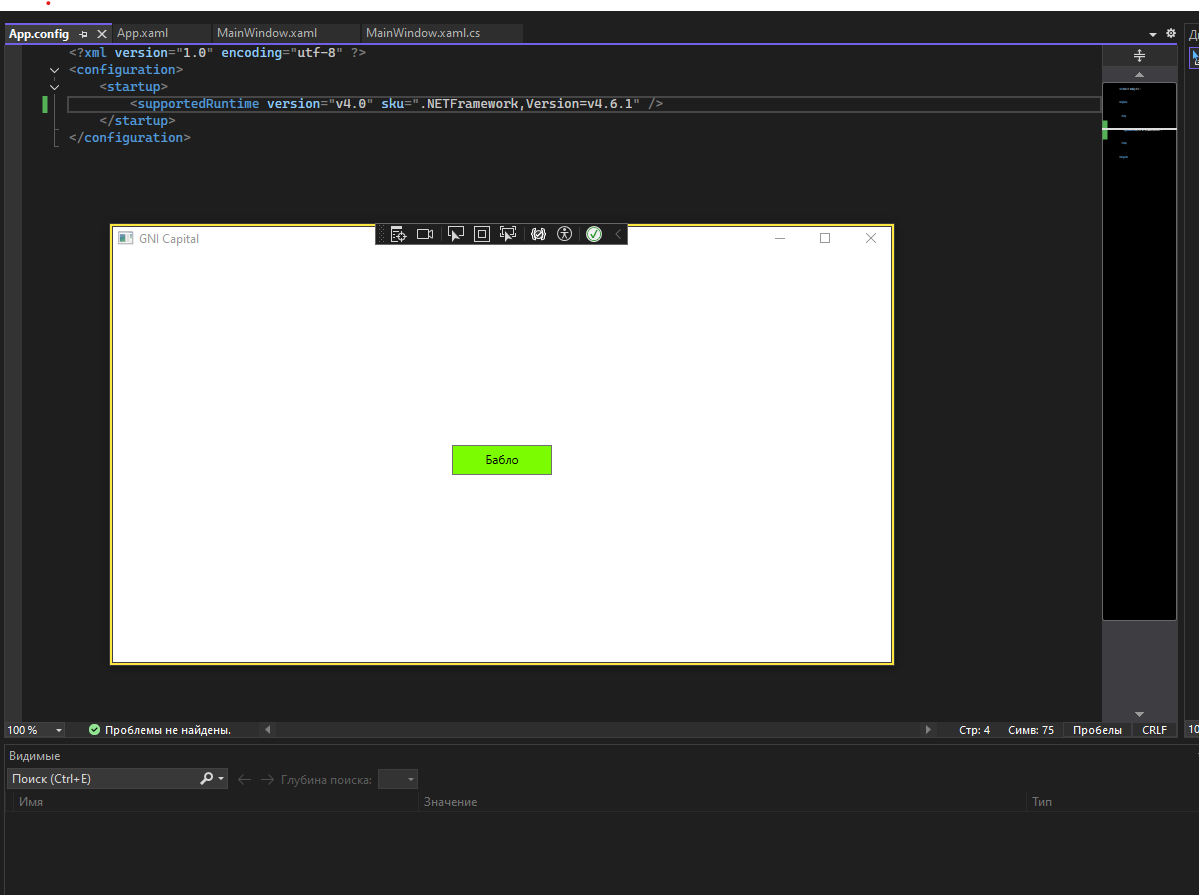 App.config App.xaml MainWindow.xaml MainWindow.xaml.cs
<?xml version="1.0" encoding="utf-8" ?>
<configuration>
<startup>
<supportedRuntime version="v4.0" sku=".NETFramework,Version=v4.6.1" />
</startup>
</configuration>
GNI Capital
Бабло
100 % Проблемы не найдены. Стр: 4 Симв: 75 Пробелы CRLF
Видимые
Поиск (Ctrl+E) Глубина поиска:
Имя Значение Тип